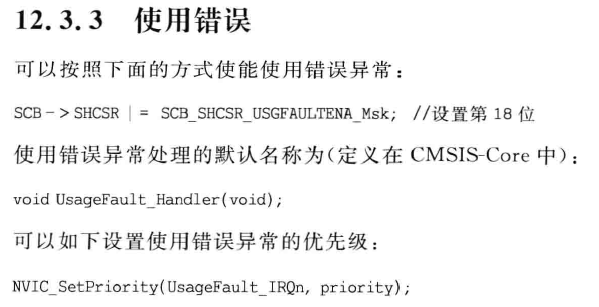 12.3.3 使用错误
可以按照下面的方式使能使用错误异常：
SCB->SHCSR |= SCB_SHCSR_USGFAULTENA_Msk; //设置第 18 位
使用错误异常处理的默认名称为(定义在 CMSIS-Core 中)：
void UsageFault_Handler(void);
可以如下设置使用错误异常的优先级：
NVIC_SetPriority(UsageFault_IRQn, priority);